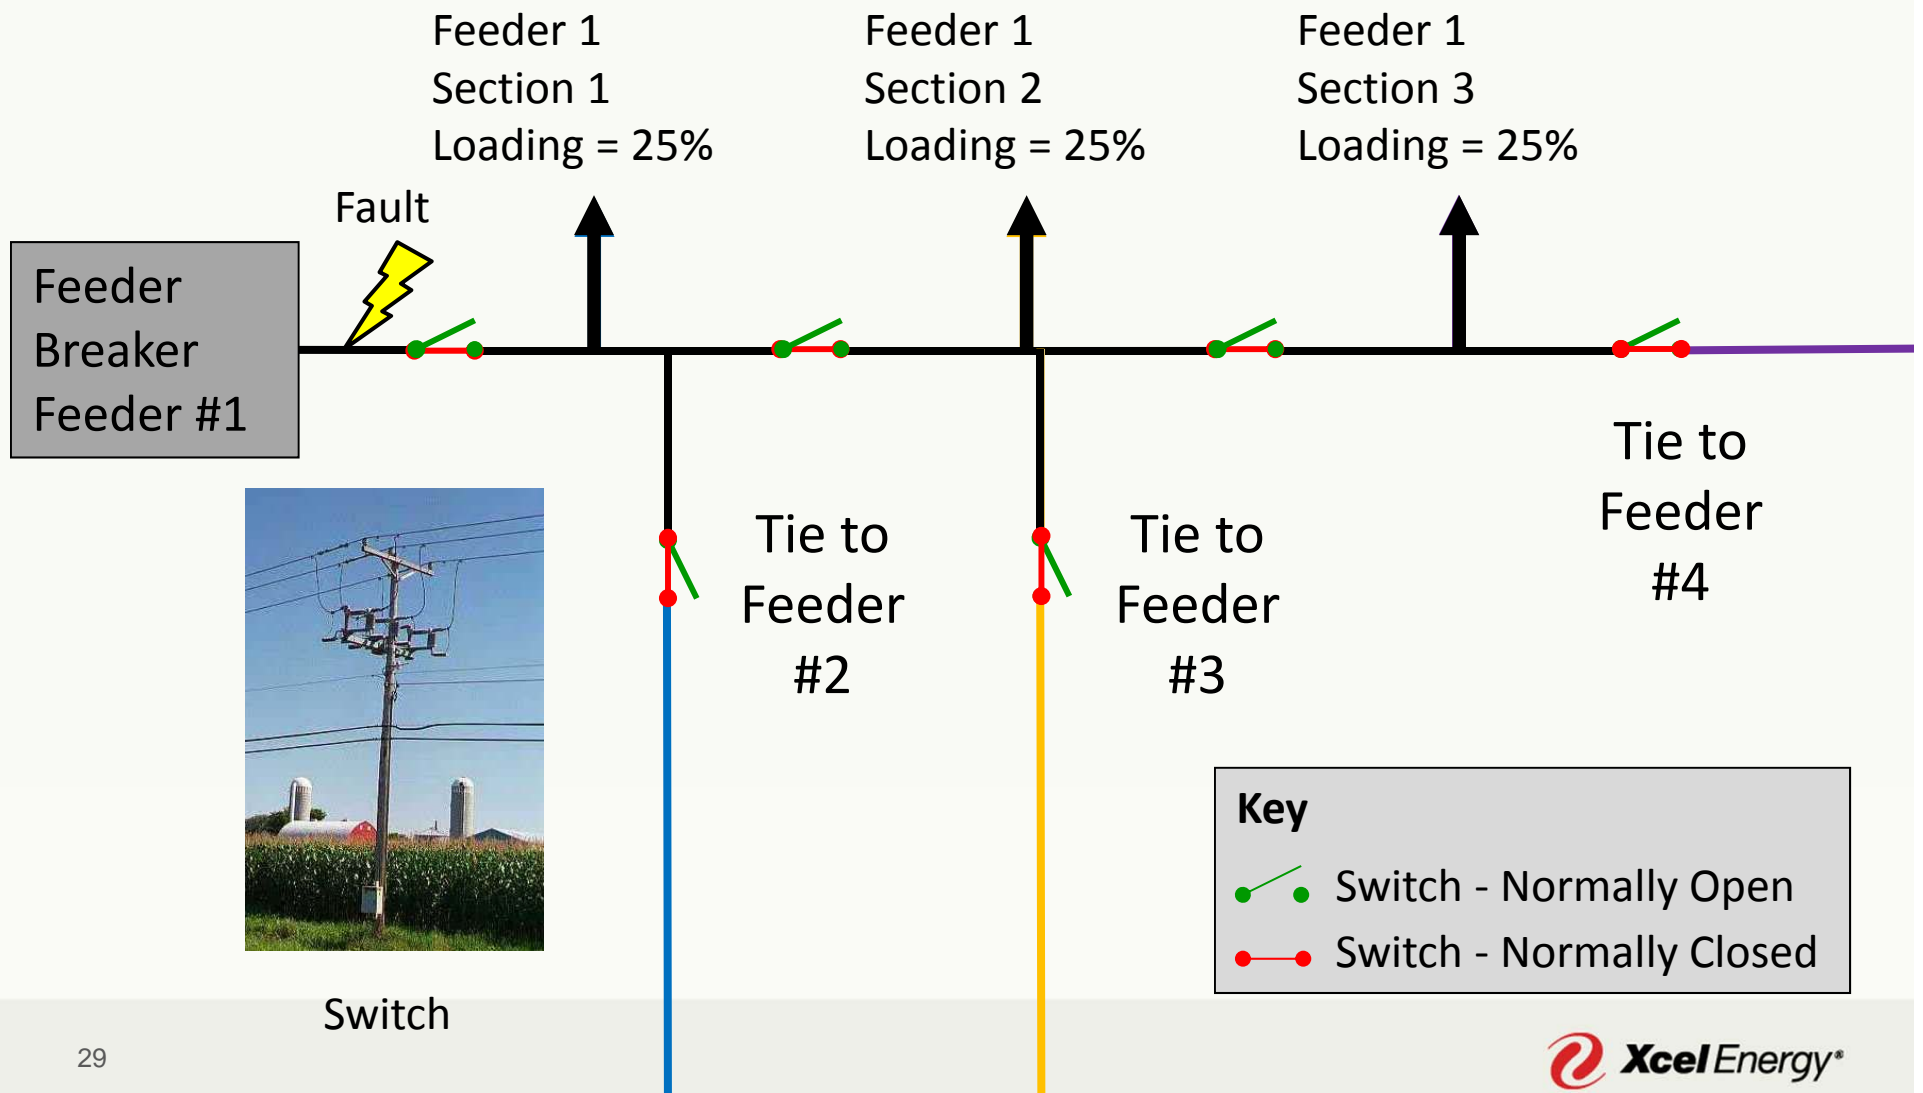 Feeder 1
Section 1
Loading = 25%
Feeder 1
Section 2
Loading = 25%
Feeder 1
Section 3
Loading = 25%
Fault
Feeder
Breaker
Feeder #1
Tie to
Feeder
#2
Tie to
Feeder
#3
Tie to
Feeder
#4
Key
Switch - Normally Open
Switch - Normally Closed
Switch
29
Xcel Energy®